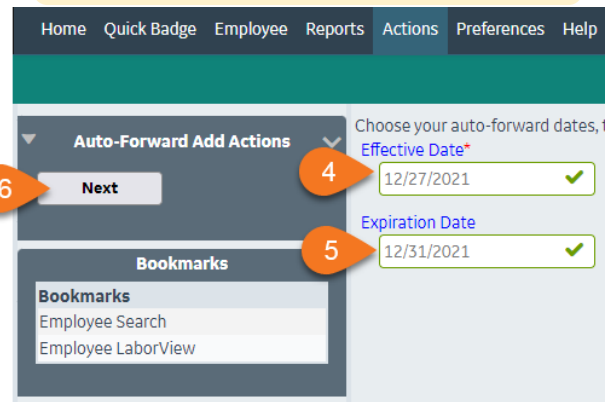 Home Quick Badge Employee Reports Actions Preferences Help
Auto-Forward Add Actions
6 Next
Bookmarks
Bookmarks
Employee Search
Employee LaborView
Choose your auto-forward dates, t
Effective Date*
4 12/27/2021
Expiration Date
5 12/31/2021